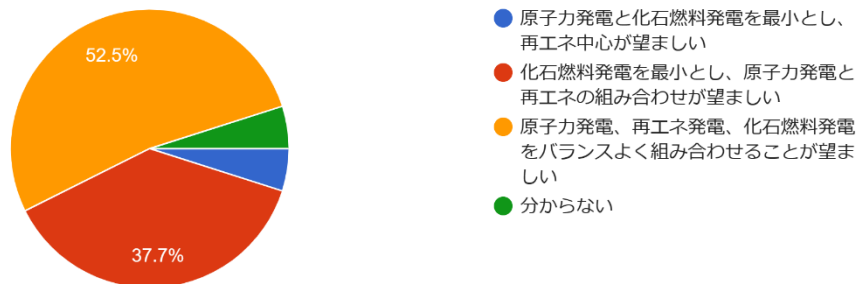 52.5%
37.7%
原子力発電と化石燃料発電を最小とし、
再エネ中心が望ましい
化石燃料発電を最小とし、原子力発電と
再エネの組み合わせが望ましい
原子力発電、再エネ発電、化石燃料発電
をバランスよく組み合わせることが望ま
しい
分からない